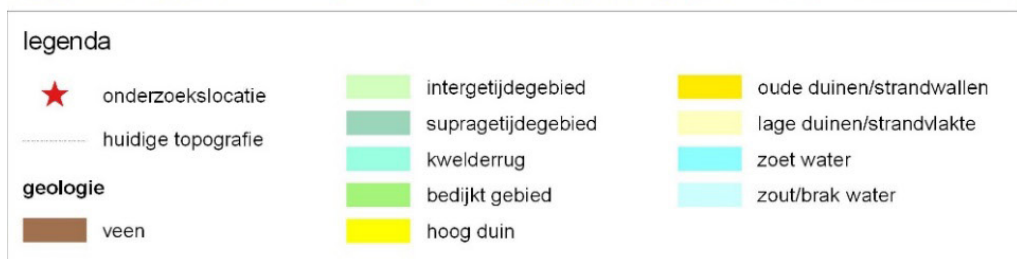 legenda
onderzoekslocatie
huidige topografie
geologie
veen
intergetijdegebied
supragetijdegebied
kwelderrug
bedijkt gebied
hoog duin
oude duinen/strandwallen
lage duinen/strandvlakte
zoet water
zout/brak water